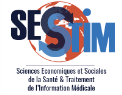 SESSTIM
Sciences Economiques et Sociales
de la Santé & Traitement
de l'Information Médicale